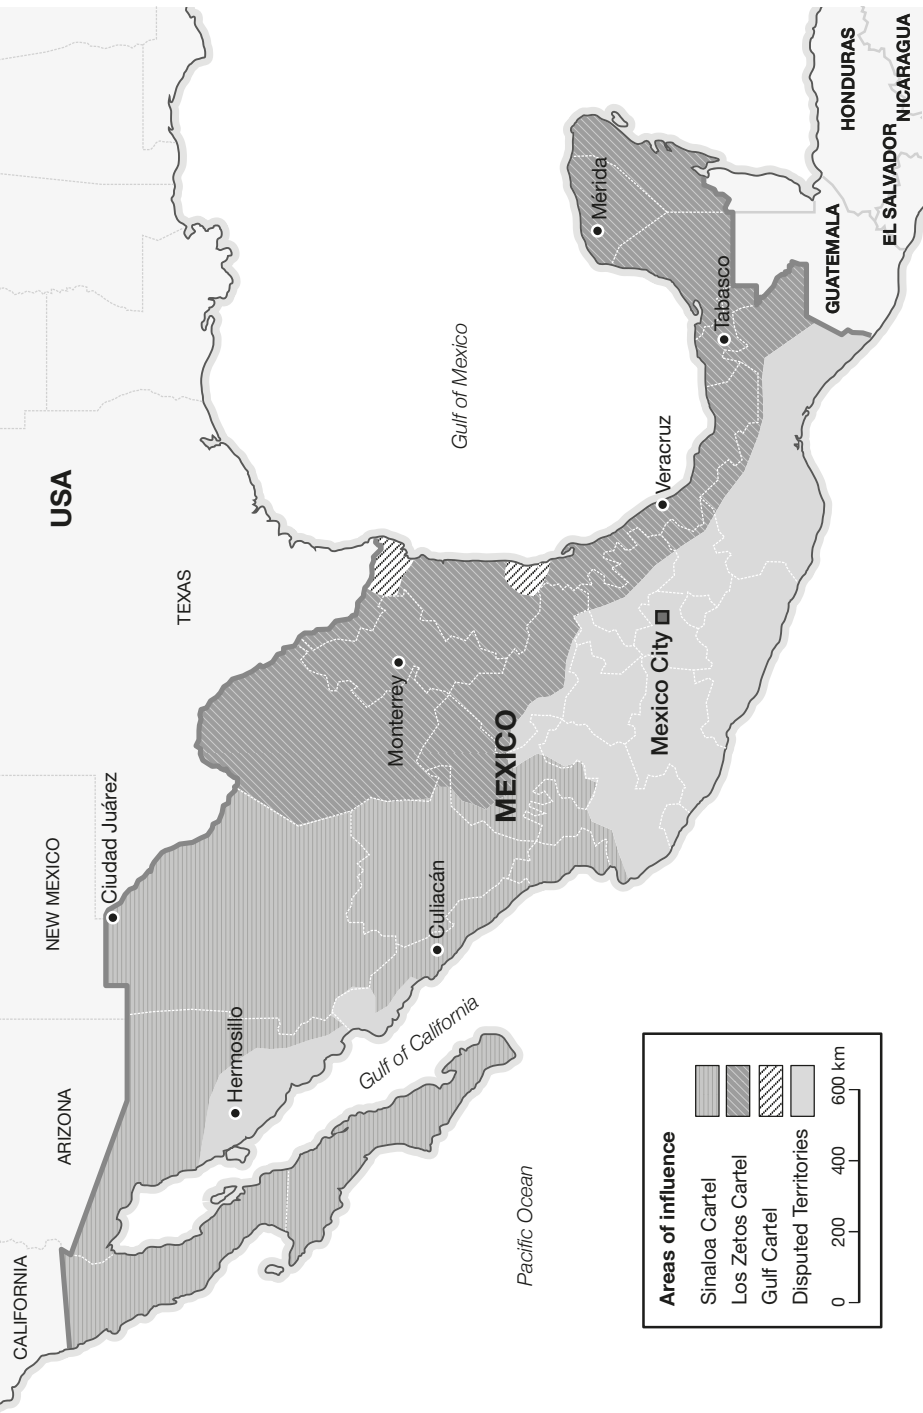 CALIFORNIA
ARIZONA
NEW MEXICO
TEXAS
USA
Ciudad Juárez
Hermosillo
Culiacán
Monterrey
MEXICO
Mexico City
Veracruz
Tabasco
Mérida
Gulf of Mexico
Gulf of California
Pacific Ocean
GUATEMALA
HONDURAS
EL SALVADOR
NICARAGUA
Areas of influence
Sinaloa Cartel
Los Zetos Cartel
Gulf Cartel
Disputed Territories
0 200 400 600 km